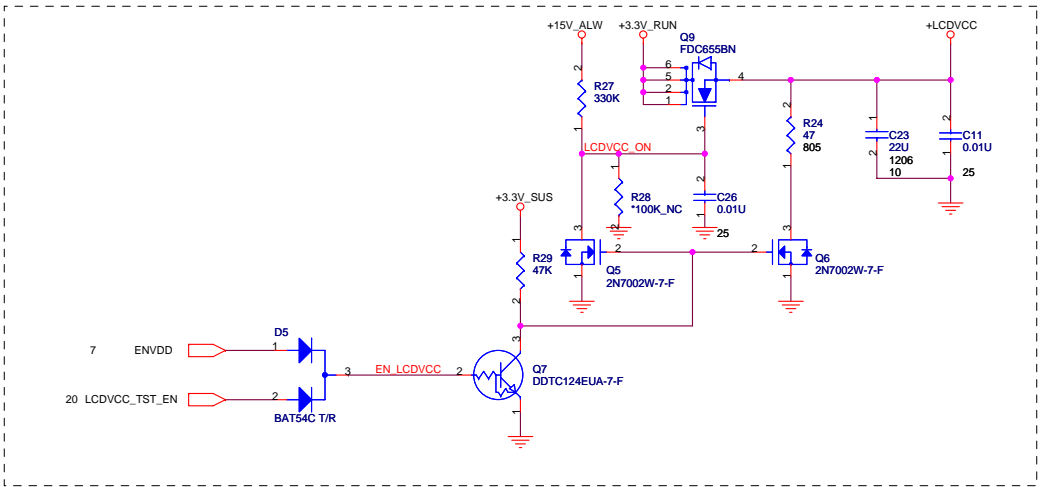 +15V_ALW
+3.3V_RUN
+LCDVCC
Q9
FDC655BN
6
5
2
1
4
3
2
R27
330K
1
LCDVCC_ON
2
R24
47
805
1
1
C23
22U
1206
10
2
2
C11
0.01U
1
25
1
R28
*100K_NC
2
2
C26
0.01U
1
25
+3.3V_SUS
1
R29
47K
2
3
2
Q5
2N7002W-7-F
1
3
2
Q6
2N7002W-7-F
1
D5
7 ENVDD
1
20 LCDVCC_TST_EN
2
BAT54C T/R
3
EN_LCDVCC
2
3
Q7
DDTC124EUA-7-F
1